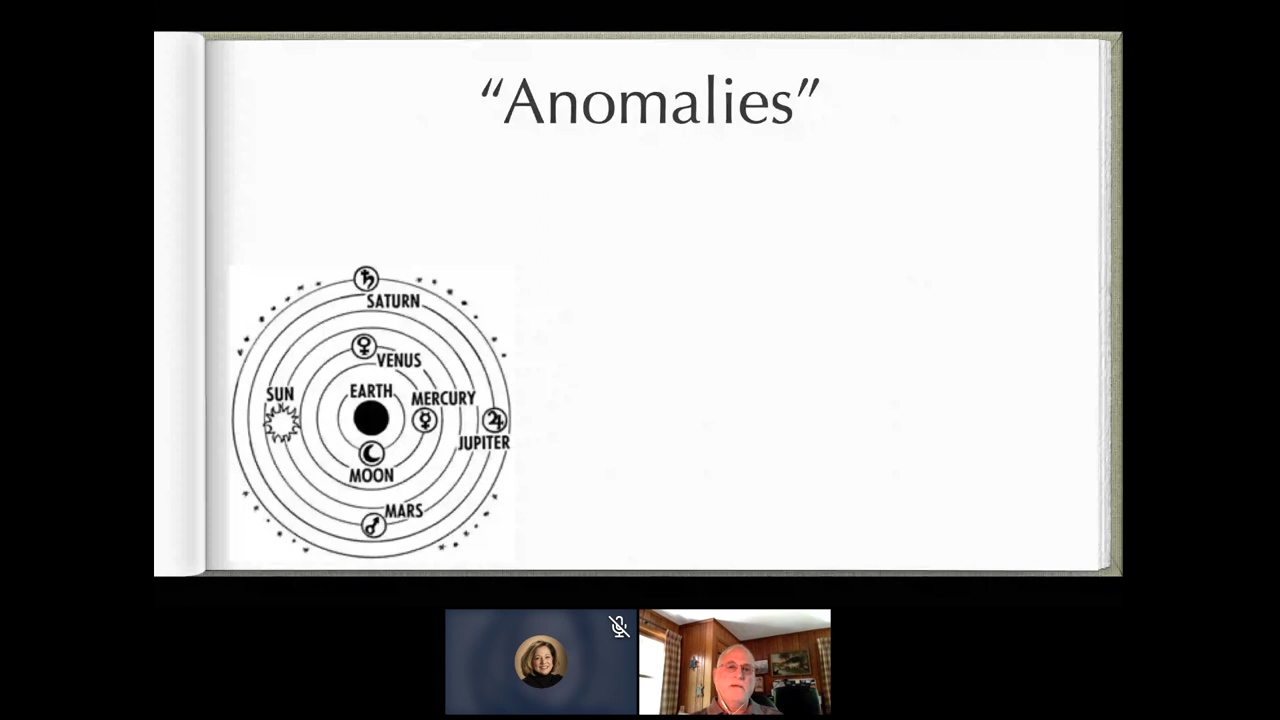 “Anomalies”
SATURN
VENUS
SUN
EARTH
MERCURY
JUPITER
MOON
MARS